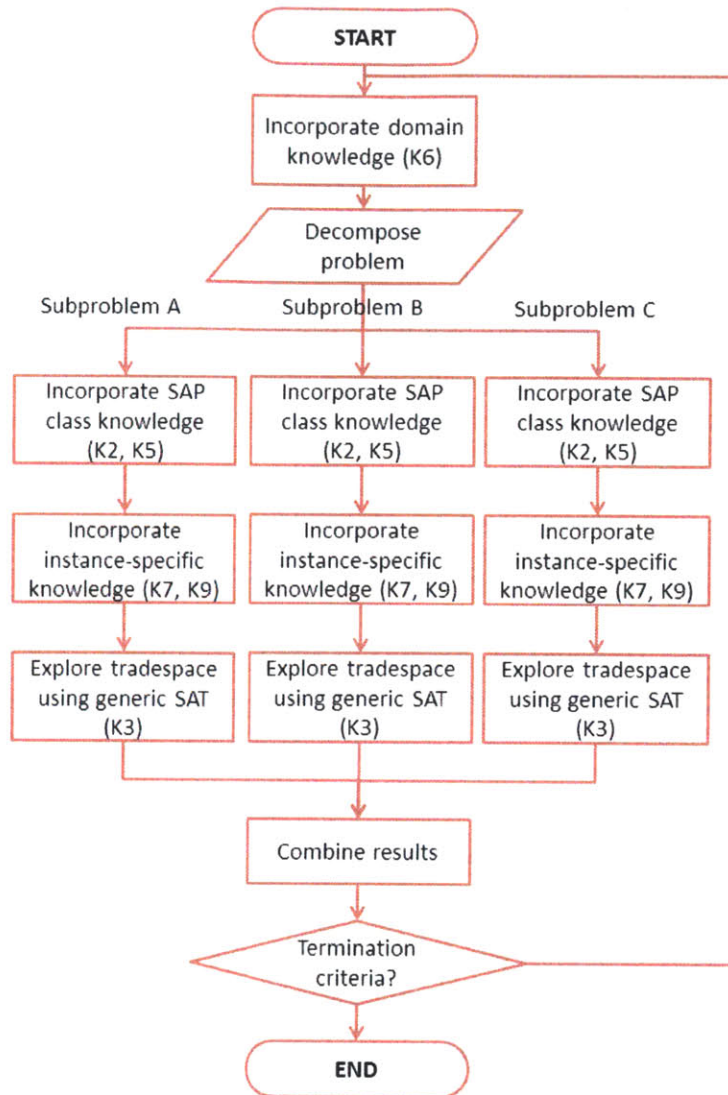 START
Incorporate domain
knowledge (K6)
Decompose
problem
Subproblem A
Subproblem B
Subproblem C
Incorporate SAP
class knowledge
(K2, K5)
Incorporate SAP
class knowledge
(K2, K5)
Incorporate SAP
class knowledge
(K2, K5)
Incorporate
instance-specific
knowledge (K7, K9)
Incorporate
instance-specific
knowledge (K7, K9)
Incorporate
instance-specific
knowledge (K7, K9)
Explore tradespace
using generic SAT
(K3)
Explore tradespace
using generic SAT
(K3)
Explore tradespace
using generic SAT
(K3)
Combine results
Termination
criteria?
END